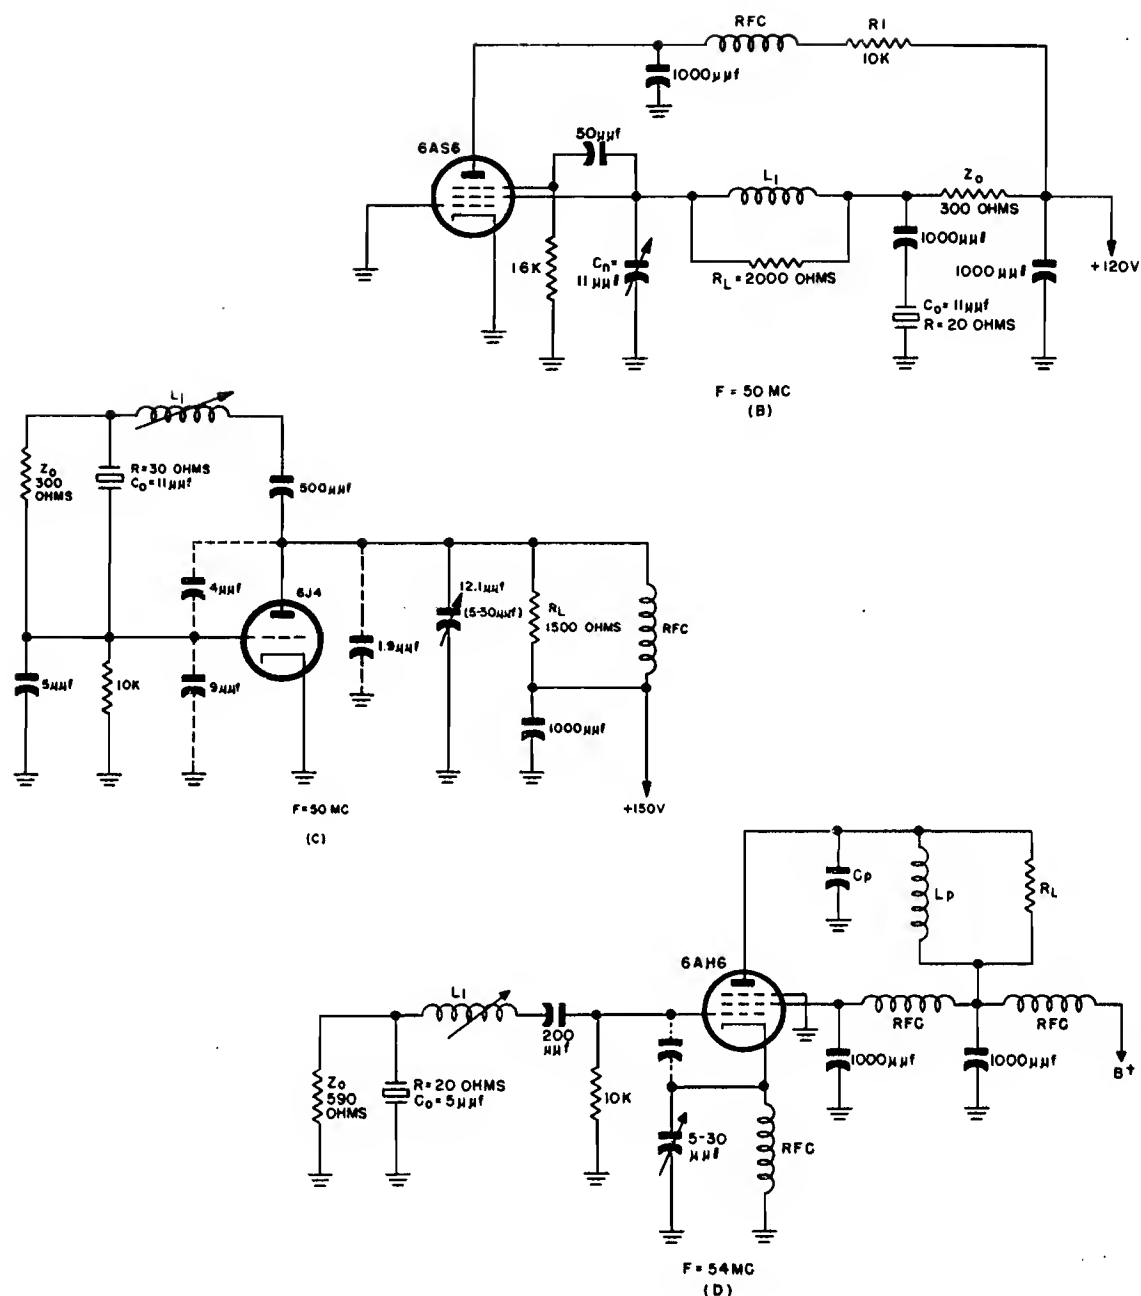 RFC
R1
10K
1000µµf
6AS6
50µµf
L1
Z0
300 OHMS
16K
Cn=
11µµf
RL=2000 OHMS
1000µµf
1000µµf
+120V
C0=11µµf
R=20 OHMS
F=50 MC
(B)
L1
Z0
300
OHMS
R=30 OHMS
C0=11µµf
500µµf
4µµf
6J4
12.1µµf
(5-30µµf)
RL
1500 OHMS
RFC
1.9µµf
5µµf
10K
9µµf
1000µµf
+150V
F=50 MC
(C)
Cp
Lp
RL
6AH6
L1
200
µµf
RFC
RFC
1000µµf
1000µµf
B+
Z0
590
OHMS
R=20 OHMS
C0=5µµf
10K
5-30
µµf
RFC
F=54MC
(D)